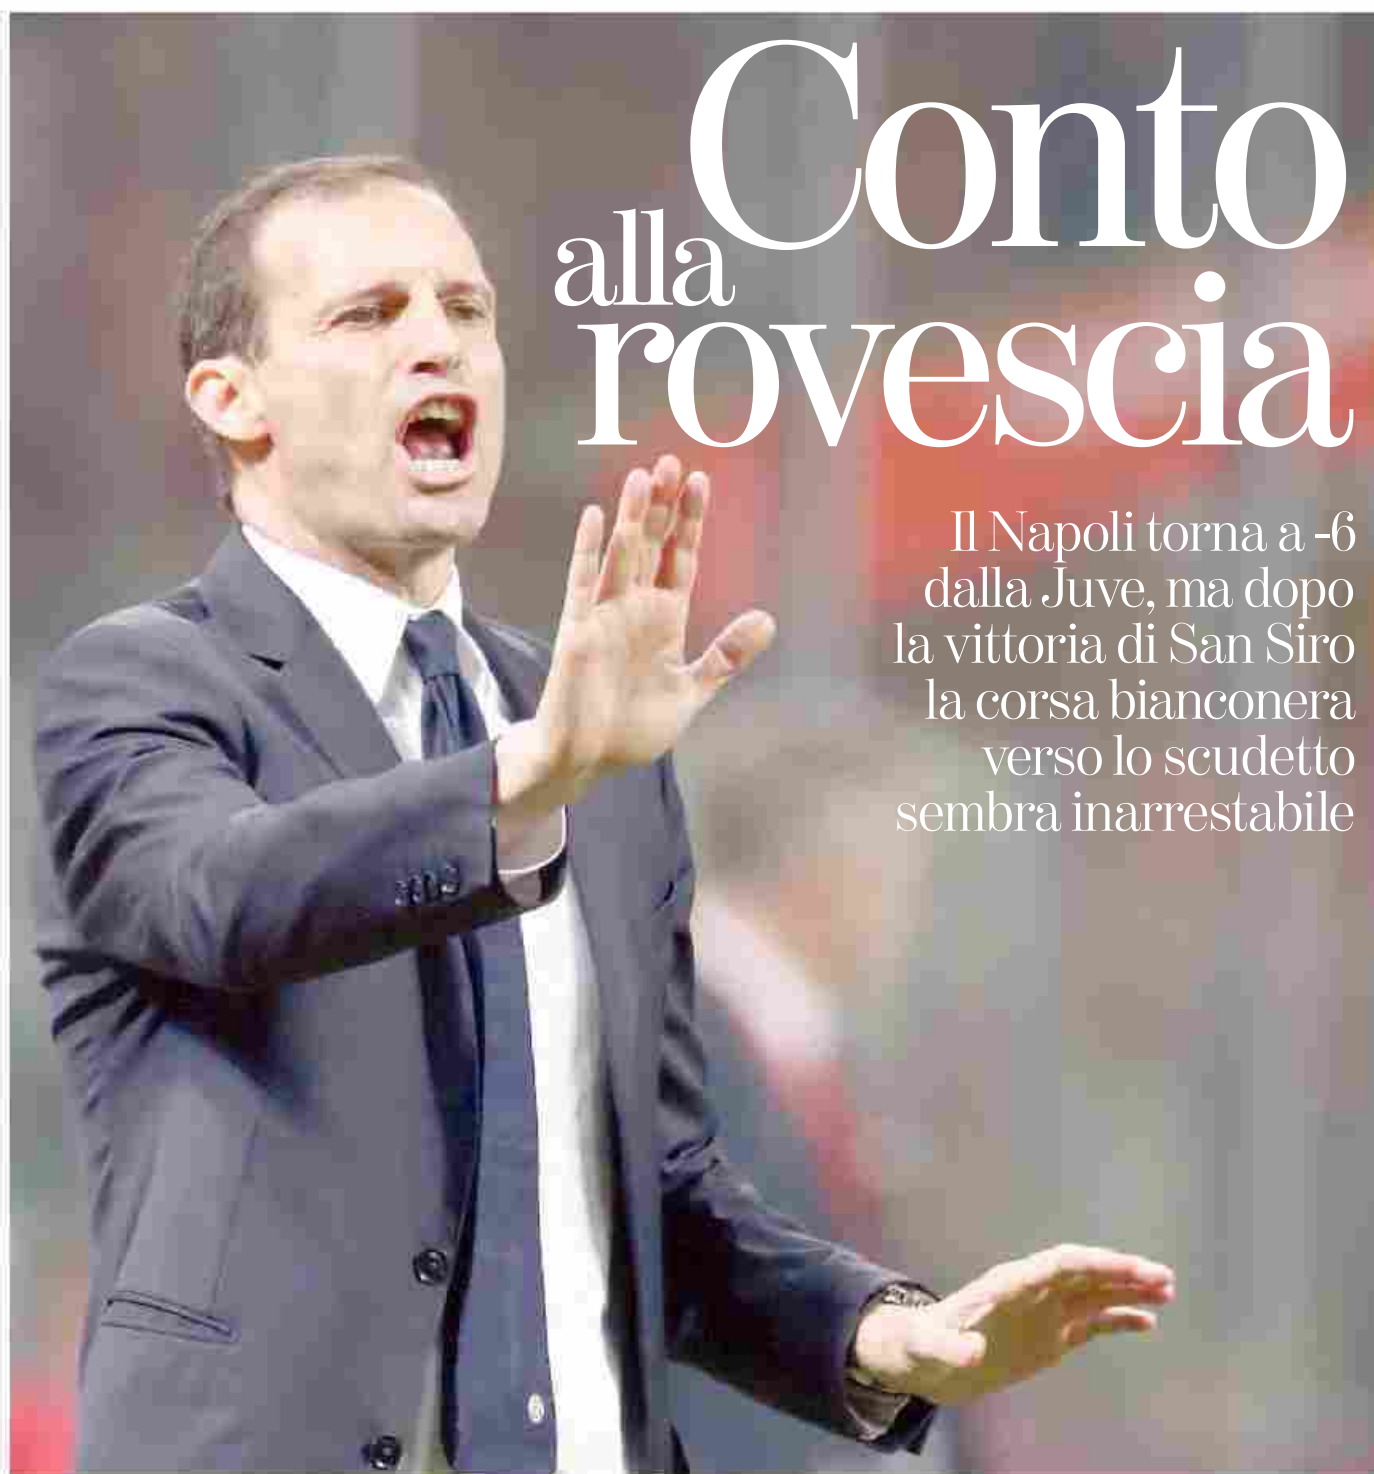 Conto
alla
rovescia
Il Napoli torna a -6
dalla Juve, ma dopo
la vittoria di San Siro
la corsa bianconera
verso lo scudetto
sembra inarrestabile